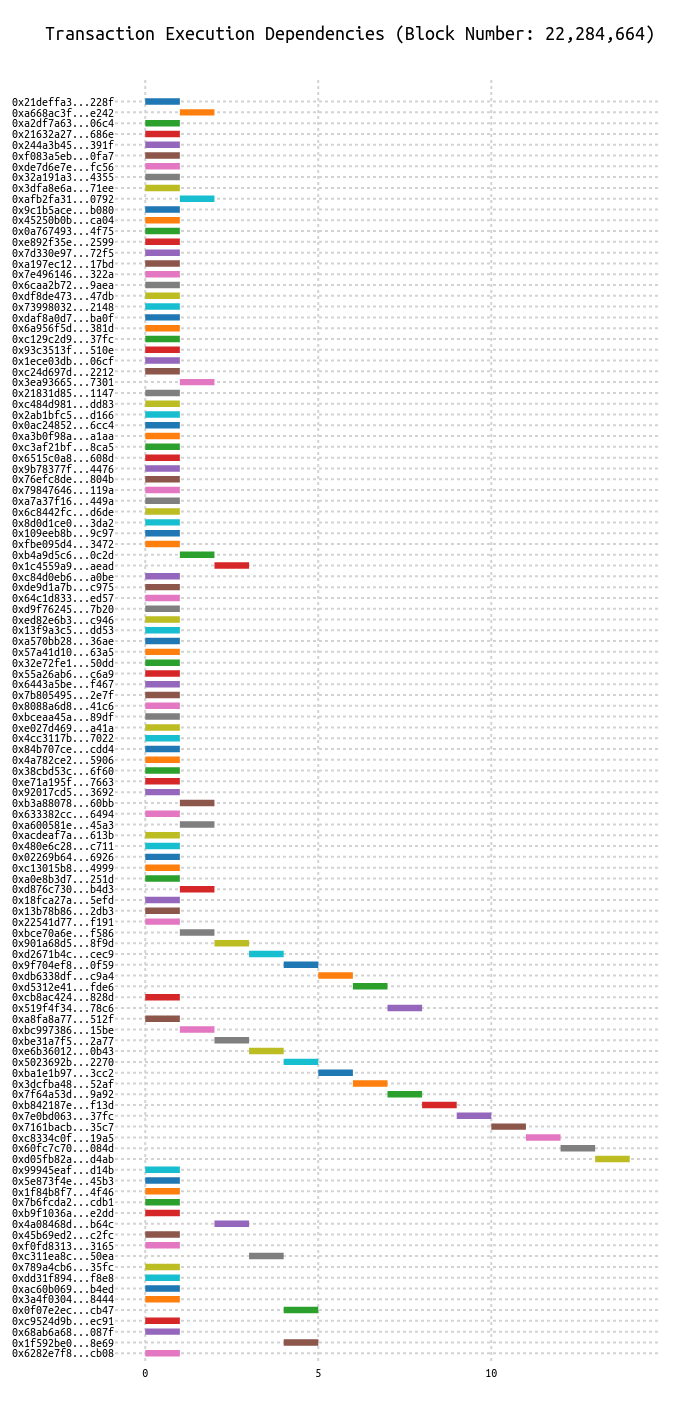 Transaction Execution Dependencies (Block Number: 22,284,664)
0x21deffa3...228f
0xa668ac3f...e242
0xa2df7a63...06c4
0x21632a27...686e
0x244a3b45...391f
0xf083a5eb...0fa7
0xde7d6e7e...fc56
0x32a191a3...4355
0x3dfa8e6a...71ee
0xafb2fa31...0792
0x9c1b5ace...b080
0x45250b0b...ca04
0x0a767493...4f75
0xe892f35e...2599
0x7d330e97...72f5
0xa197ec12...17bd
0x7e496146...322a
0x6caa2b72...9aea
0xdf8de473...47db
0x73998032...2148
0xdaf8a0d7...ba0f
0x6a956f5d...381d
0xc129c2d9...37fc
0x93c3513f...510e
0x1ece03db...06cf
0xc24d697d...2212
0x3ea93665...7301
0x21831d85...1147
0xc484d981...dd83
0x2ab1bfc5...d166
0x0ac24852...6cc4
0xa3b0f98a...a1aa
0xc3af21bf...8ca5
0x6515c0a8...608d
0x9b78377f...4476
0x76efc8de...804b
0x79847646...119a
0xa7a37f16...449a
0x6c8442fc...d6de
0x8d0d1ce0...3da2
0x109eeb8b...9c97
0xfbe095d4...3472
0xb4a9d5c6...0c2d
0x1c4559a9...aead
0xc84d0eb6...a0be
0xde9d1a7b...c975
0x64c1d833...ed57
0xd9f76245...7b20
0xed82e6b3...c946
0x13f9a3c5...dd53
0xa570bb28...36ae
0x57a41d10...63a5
0x32e72fe1...50dd
0x55a26ab6...c6a9
0x6443a5be...f467
0x7b805495...2e7f
0x8088a6d8...41c6
0xbceaa45a...89df
0xe027d469...a41a
0x4cc3117b...7022
0x84b707ce...cdd4
0x4a782ce2...5906
0x38cbd53c...6f60
0xe71a195f...7663
0x92017cd5...3692
0xb3a88078...60bb
0x633382cc...6494
0xa600581e...45a3
0xacdeaf7a...613b
0x480e6c28...c711
0x02269b64...6926
0xc13015b8...4999
0xa0e8b3d7...251d
0xd876c730...b4d3
0x18fca27a...5efd
0x13b78b86...2db3
0x22541d77...f191
0xbce70a6e...f586
0x901a68d5...8f9d
0xd2671b4c...cec9
0x9f704ef8...0f59
0xdb6338df...c9a4
0xd5312e41...fde6
0xcb8ac424...828d
0x519f4f34...78c6
0xa8fa8a77...512f
0xbc997386...15be
0xbe31a7f5...2a77
0xe6b36012...0b43
0x5023692b...2270
0xba1e1b97...3cc2
0x3dcfba48...52af
0x7f64a53d...9a92
0xb842187e...f13d
0x7e0bd063...37fc
0x7161bacb...35c7
0xc8334c0f...19a5
0x60fc7c70...084d
0xd05fb82a...d4ab
0x99945eaf...d14b
0x5e873f4e...45b3
0x1f84b8f7...4f46
0x7b6fcda2...cdb1
0xb9f1036a...e2dd
0x4a08468d...b64c
0x45b69ed2...c2fc
0xf0fd8313...3165
0xc311ea8c...50ea
0x789a4cb6...35fc
0xdd31f894...f8e8
0xac60b069...b4ed
0x3a4f0304...8444
0x0f07e2ec...cb47
0xc9524d9b...ec91
0x68ab6a68...087f
0x1f592be0...8e69
0x6282e7f8...cb08
0 5 10